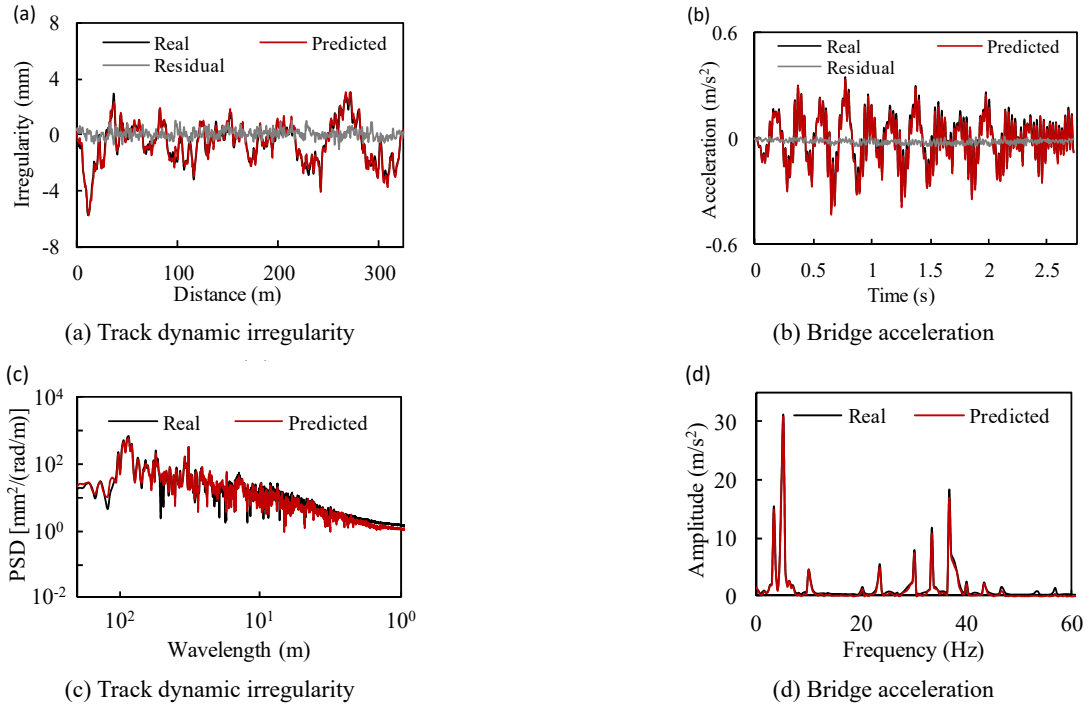 (a)
8
4
0
-4
-8
Irregularity (mm)
Real
Predicted
Residual
0 100 200 300
Distance (m)
(a) Track dynamic irregularity
(b)
0.6
0
-0.6
Acceleration (m/s²)
Real
Predicted
Residual
0 0.5 1 1.5 2 2.5
Time (s)
(b) Bridge acceleration
(c)
10⁴
10²
10⁰
10⁻²
PSD [mm²/(rad/m)]
Real
Predicted
10² 10¹ 10⁰
Wavelength (m)
(c) Track dynamic irregularity
(d)
30
20
10
0
Amplitude (m/s²)
Real
Predicted
0 20 40 60
Frequency (Hz)
(d) Bridge acceleration